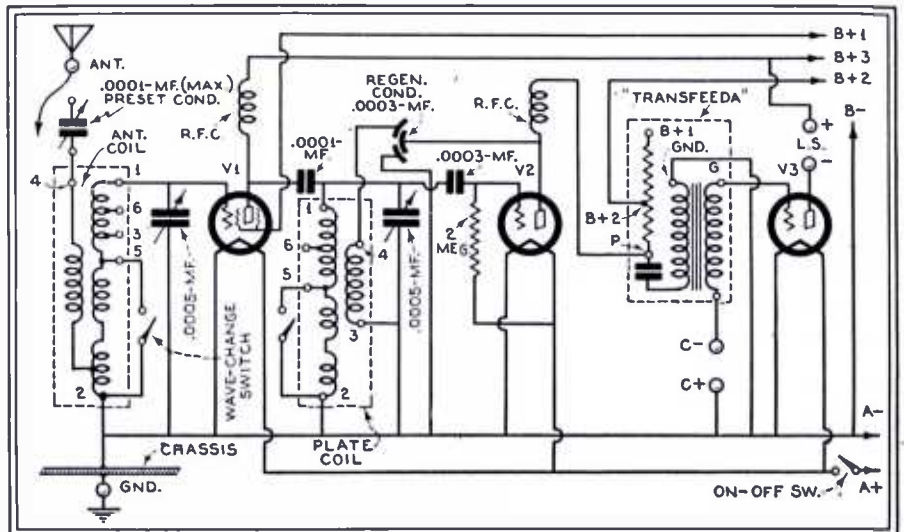 ANT.
.0001-MF.(MAX)
PRESET COND.
ANT.
COIL
4
1
6
3
5
2
.0005-MF.
WAVE-CHANGE
SWITCH
CHASSIS
GND.
R.F.C.
V1
.0001-
MF.
REGEN.
COND.
.0003-MF.
1
6
5
2
4
3
PLATE
COIL
.0005-MF.
.0003-MF.
2
MEG.
R.F.C.
V2
"TRANSFEEDA"
B+1
GND.
G
B+2
P
V3
C-
C+
L.S.
+
-
B+1
B+3
B+2
B-
A-
A+
ON-OFF SW.